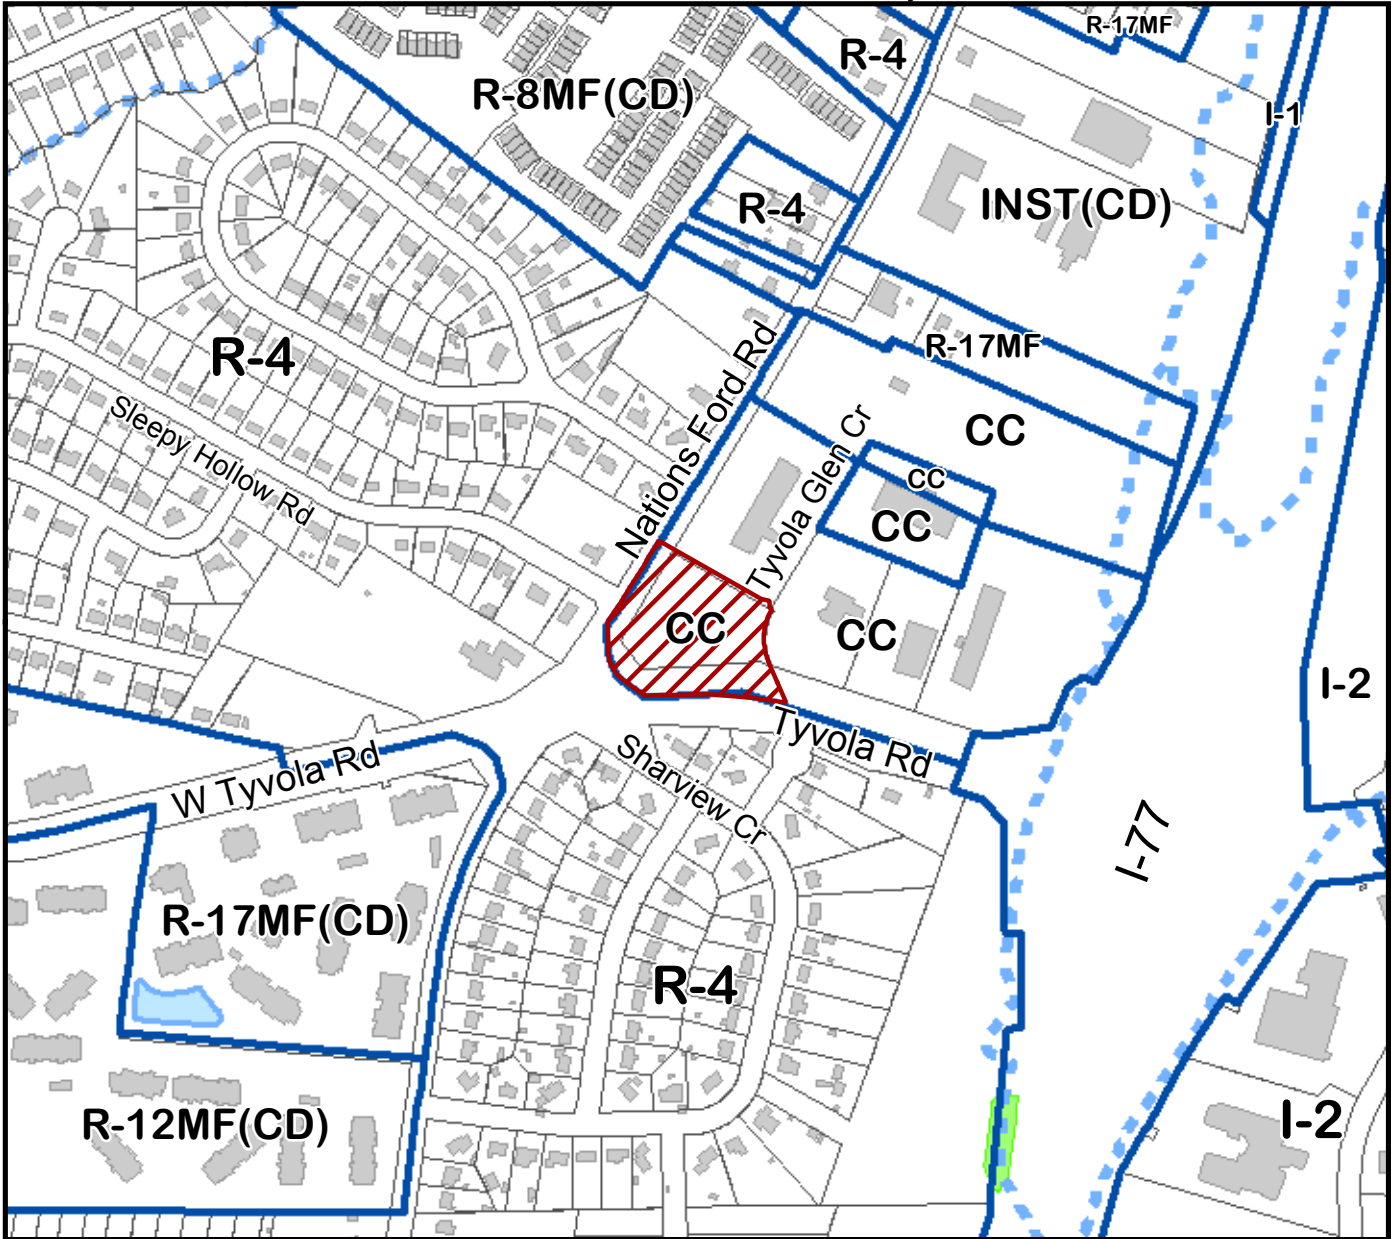 R-17MF
R-4
R-8MF(CD)
I-1
R-4
INST(CD)
R-17MF
R-4
Nations Ford Rd
Sleepy Hollow Rd
Tyvola Glen Cr
CC
CC
CC
CC
CC
I-2
Tyvola Rd
W Tyvola Rd
Sharview Cr
I-77
R-17MF(CD)
R-4
R-12MF(CD)
I-2